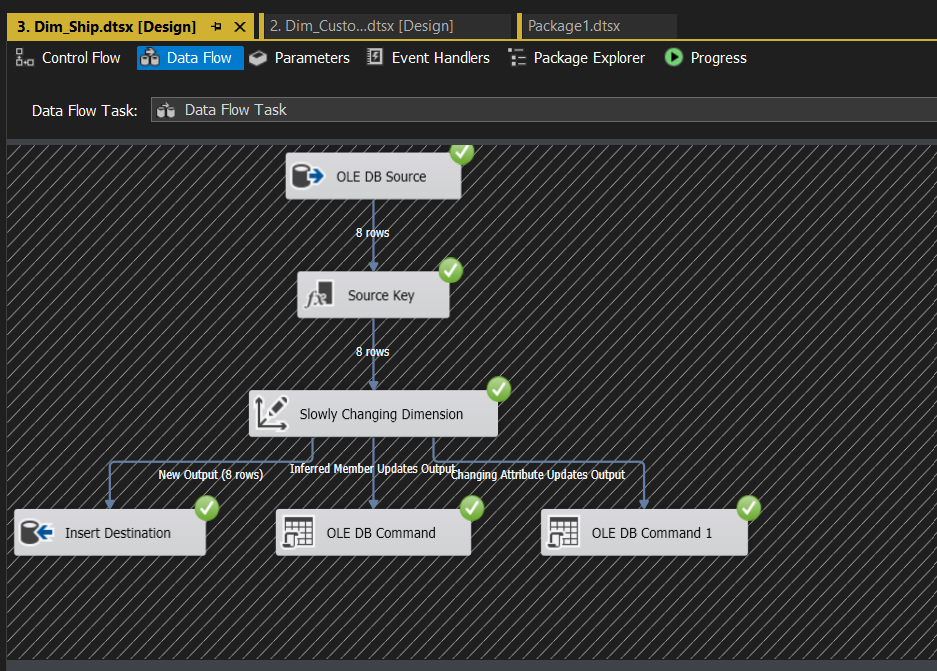 3. Dim_Ship.dtsx [Design]
2. Dim_Custo...dtsx [Design]
Package1.dtsx
Control Flow
Data Flow
Parameters
Event Handlers
Package Explorer
Progress
Data Flow Task:
Data Flow Task
OLE DB Source
8 rows
fx
Source Key
8 rows
Slowly Changing Dimension
New Output (8 rows)
Inferred Member Updates Output
Changing Attribute Updates Output
Insert Destination
OLE DB Command
OLE DB Command 1